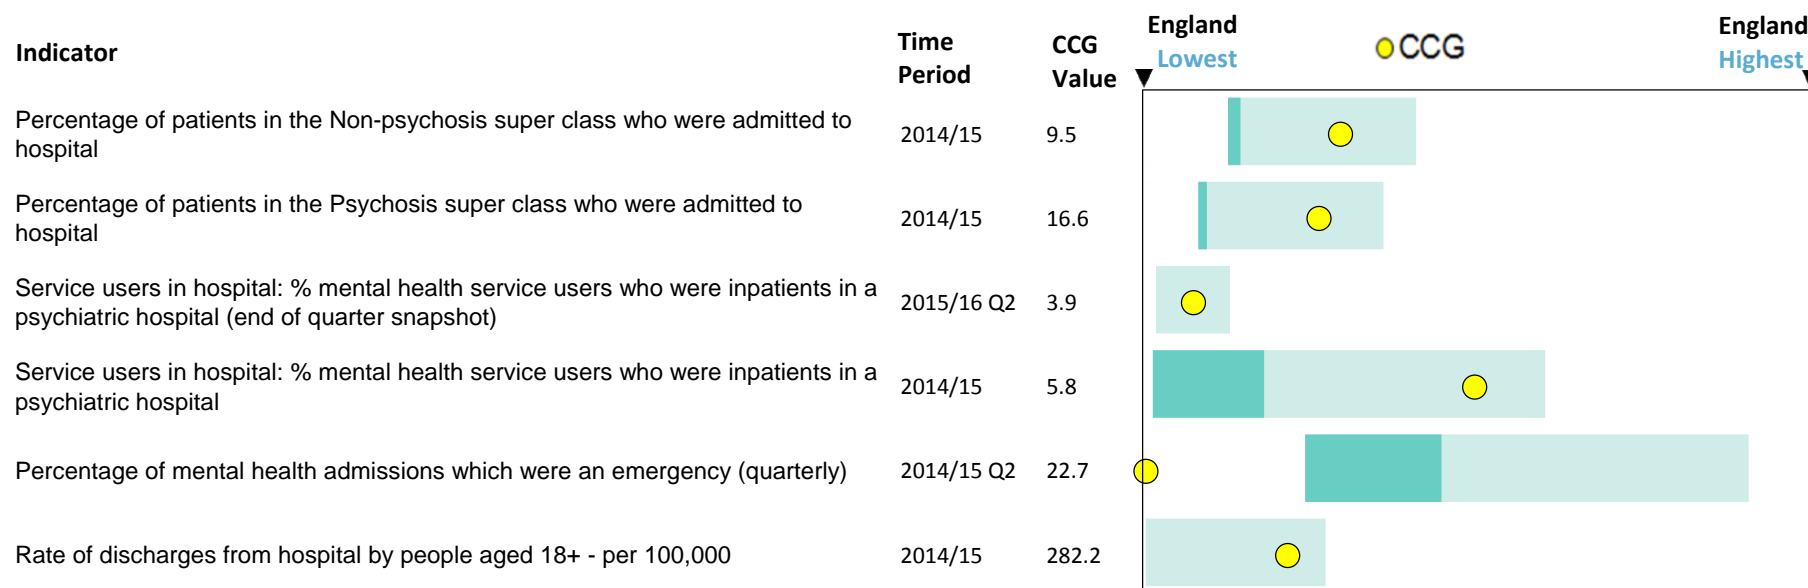 Indicator
Time Period
CCG Value
England Lowest
CCG
England Highest
Percentage of patients in the Non-psychosis super class who were admitted to
hospital
2014/15
9.5
Percentage of patients in the Psychosis super class who were admitted to
hospital
2014/15
16.6
Service users in hospital: % mental health service users who were inpatients in a
psychiatric hospital (end of quarter snapshot)
2015/16 Q2
3.9
Service users in hospital: % mental health service users who were inpatients in a
psychiatric hospital
2014/15
5.8
Percentage of mental health admissions which were an emergency (quarterly)
2014/15 Q2
22.7
Rate of discharges from hospital by people aged 18+ - per 100,000
2014/15
282.2